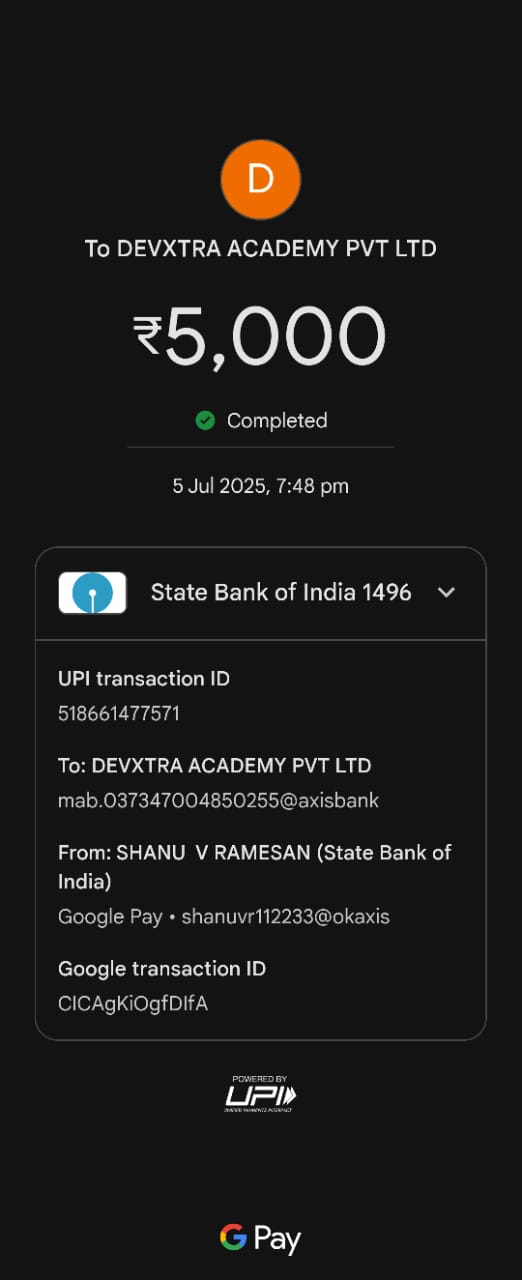 D
To DEVXTRA ACADEMY PVT LTD
₹5,000
Completed
5 Jul 2025, 7:48 pm
State Bank of India 1496
UPI transaction ID
518661477571
To: DEVXTRA ACADEMY PVT LTD
mab.037347004850255@axisbank
From: SHANU V RAMESAN (State Bank of
India)
Google Pay • shanuvr112233@okaxis
Google transaction ID
CICAgKiOgfDIfA
POWERED BY
UPI
UNIFIED PAYMENTS INTERFACE
G Pay